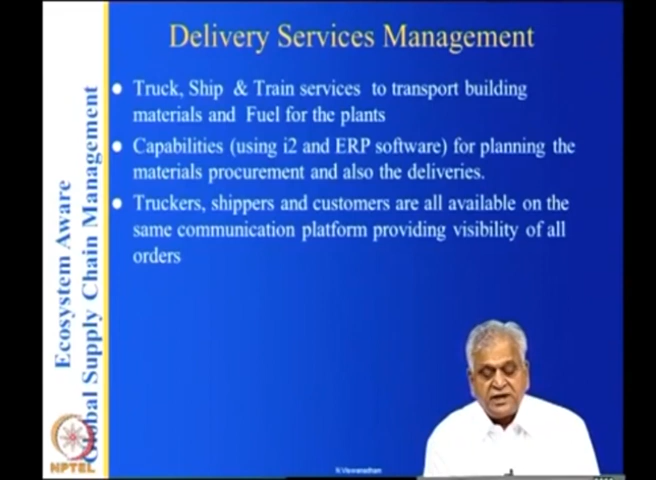 Delivery Services Management
Truck, Ship & Train services to transport building
materials and Fuel for the plants
Capabilities (using i2 and ERP software) for planning the
materials procurement and also the deliveries.
Truckers, shippers and customers are all available on the
same communication platform providing visibility of all
orders
Ecosystem Aware
Global Supply Chain Management
NPTEL
N.Viswanadham